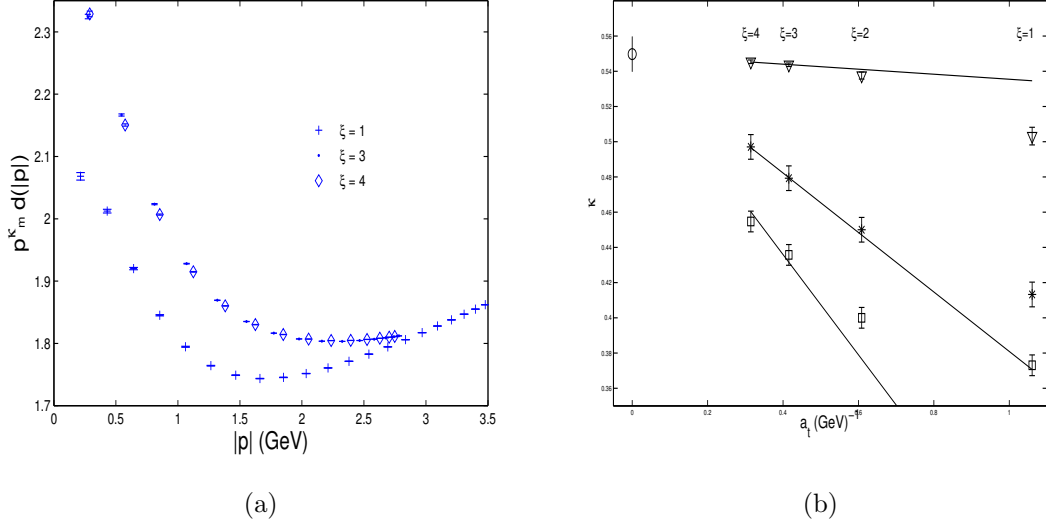 2.3
2.2
2.1
2
1.9
1.8
1.7
0
0.5
1
1.5
2
2.5
3
3.5
p^κ_m d(|p|)
|p| (GeV)
ξ = 1
ξ = 3
ξ = 4
(a)
0.56
0.54
0.52
0.5
0.48
0.46
0.44
0.42
0.4
0.38
0.36
0
0.2
0.4
0.6
0.8
1
κ
a_t (GeV)^−1
ξ=4
ξ=3
ξ=2
ξ=1
(b)